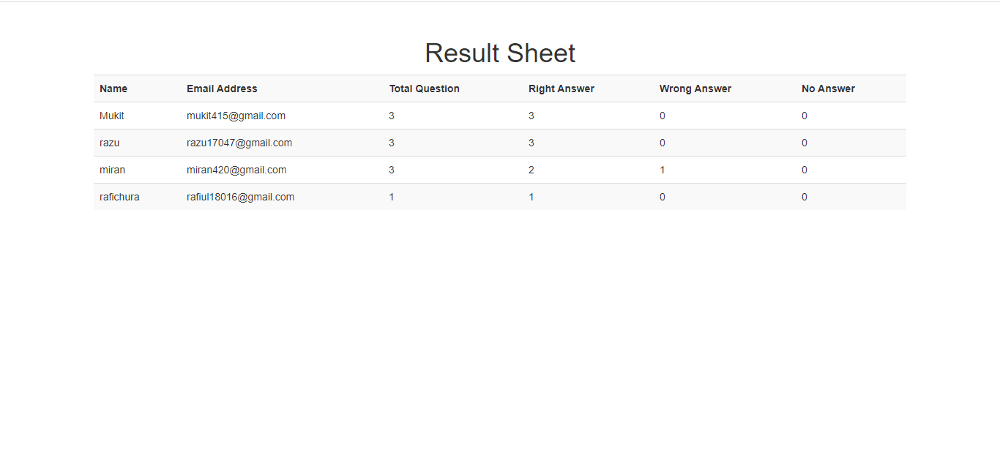 Result Sheet
Name Email Address Total Question Right Answer Wrong Answer No Answer
Mukit mukit415@gmail.com 3 3 0 0
razu razu17047@gmail.com 3 3 0 0
miran miran420@gmail.com 3 2 1 0
rafichura rafiul18016@gmail.com 1 1 0 0